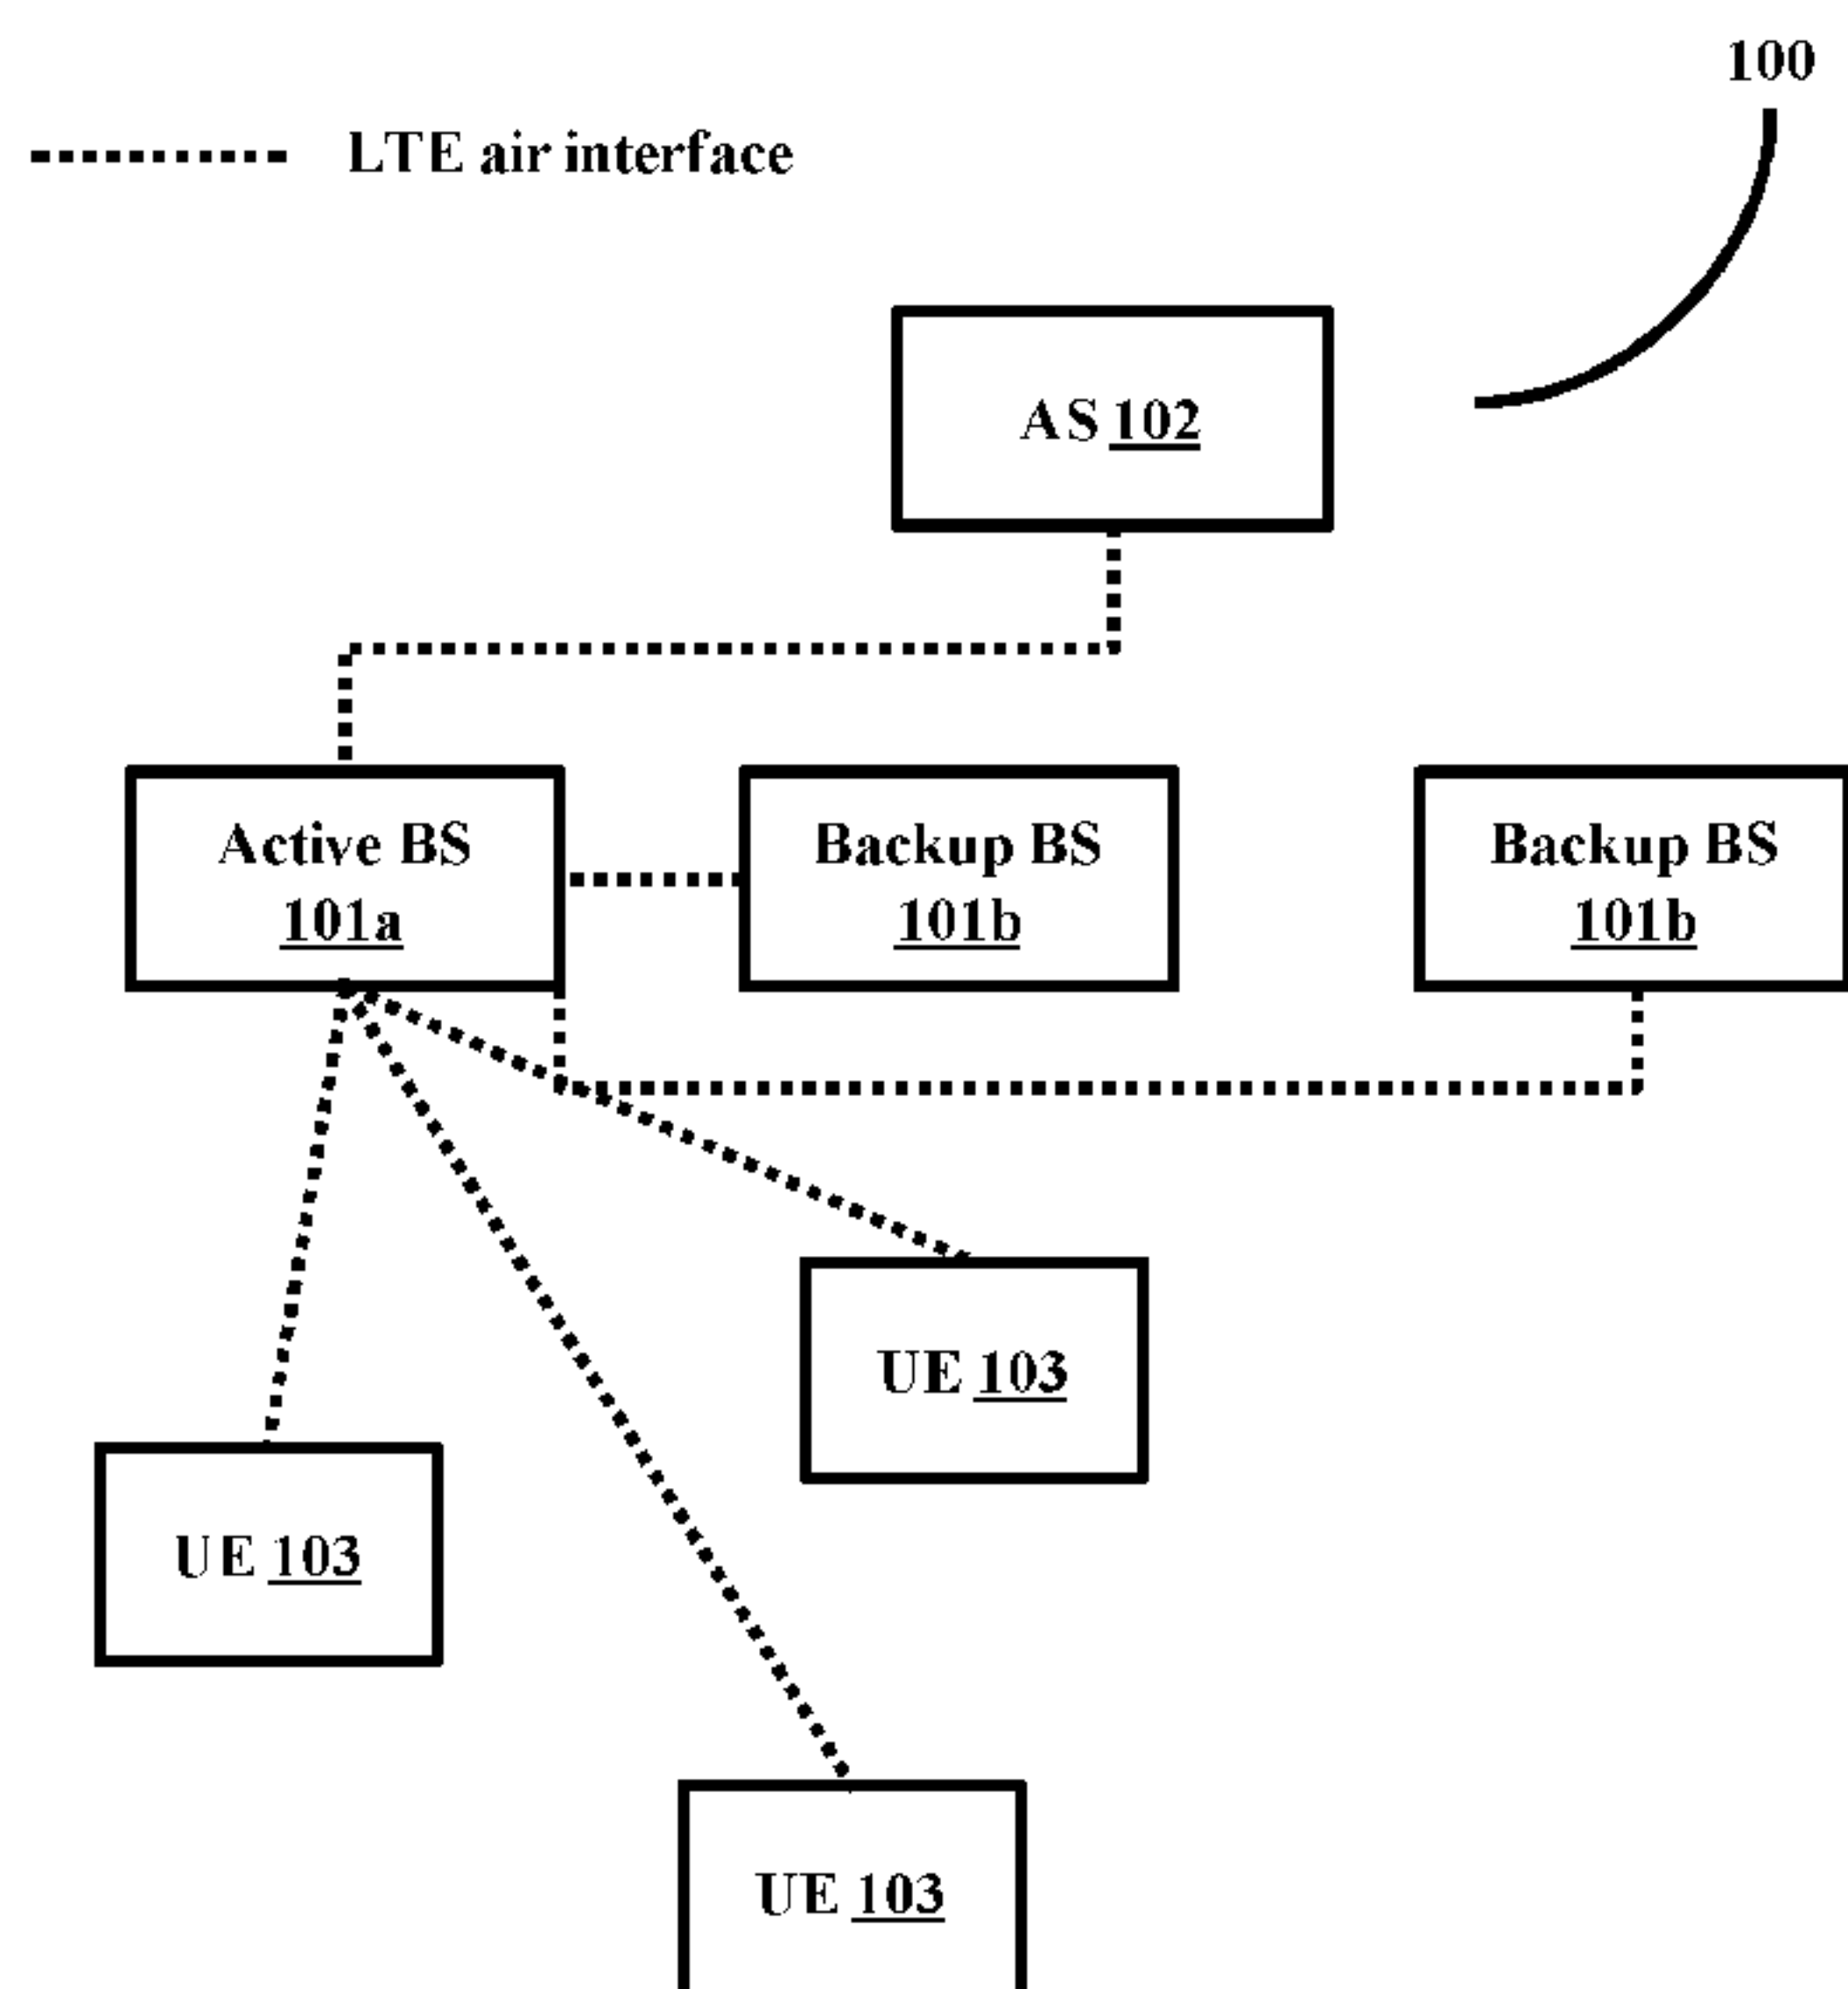 100
LTE air interface
AS 102
Active BS
101a
Backup BS
101b
Backup BS
101b
UE 103
UE 103
UE 103